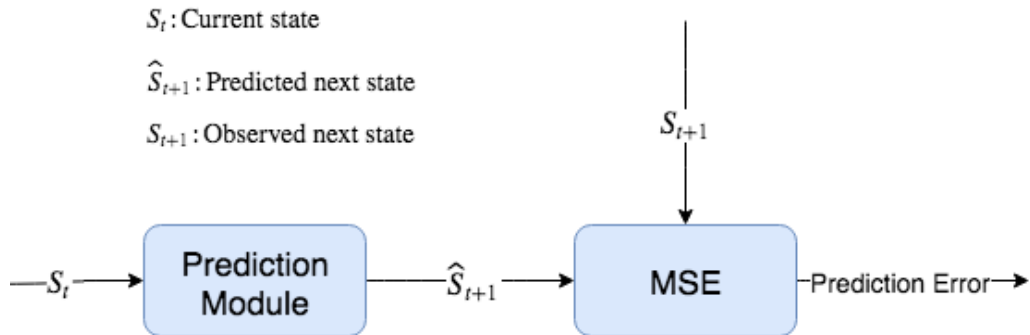 S_t : Current state
Ŝ_{t+1} : Predicted next state
S_{t+1} : Observed next state
S_{t+1}
S_t
Prediction
Module
Ŝ_{t+1}
MSE
Prediction Error